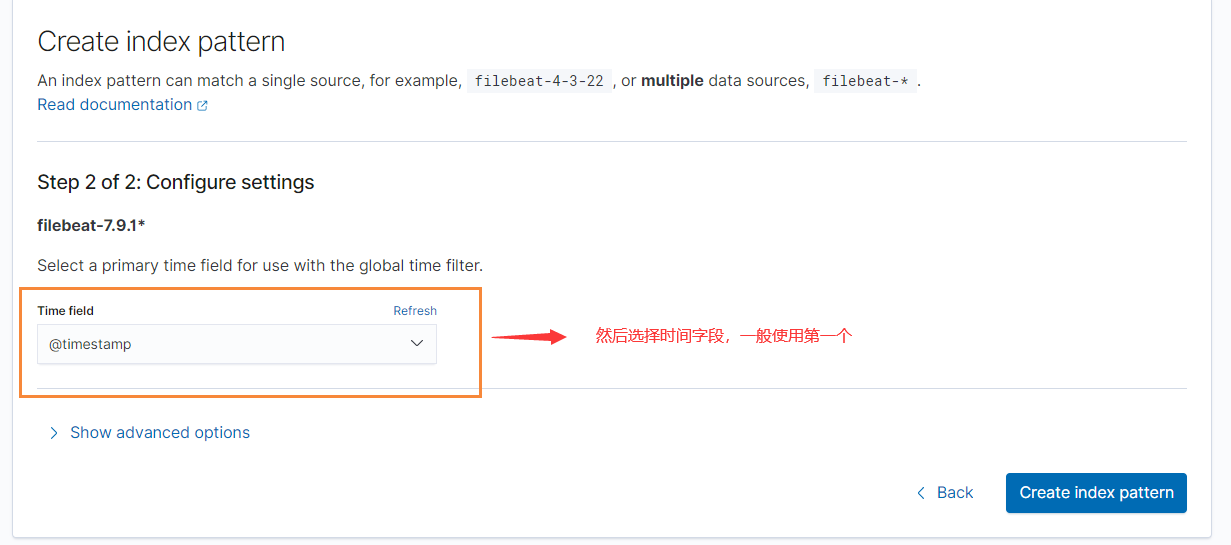 Create index pattern
An index pattern can match a single source, for example, filebeat-4-3-22 , or multiple data sources, filebeat-* .
Read documentation
Step 2 of 2: Configure settings
filebeat-7.9.1*
Select a primary time field for use with the global time filter.
Time field Refresh
@timestamp
然后选择时间字段，一般使用第一个
Show advanced options
Back Create index pattern